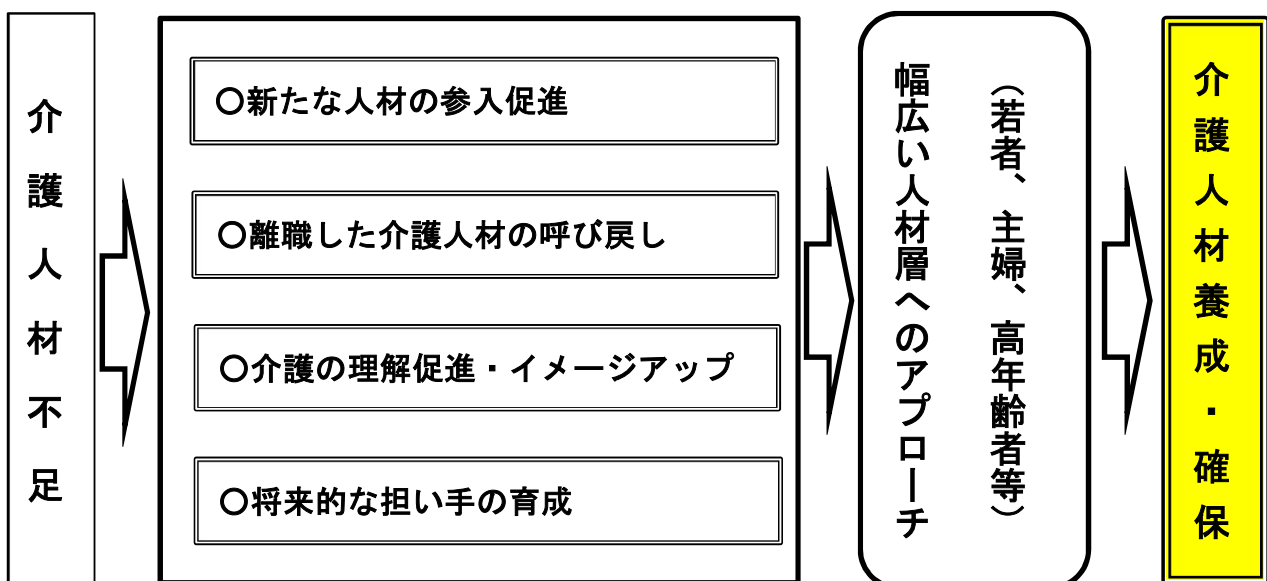 介護人材不足
○新たな人材の参入促進
○離職した介護人材の呼び戻し
○介護の理解促進・イメージアップ
○将来的な担い手の育成
（若者、主婦、高年齢者等）
幅広い人材層へのアプローチ
介護人材養成・確保